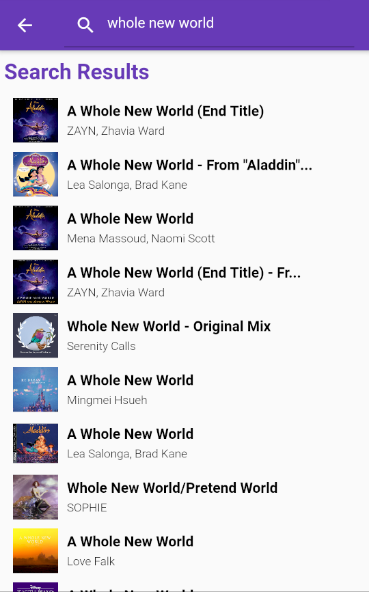 whole new world
Search Results
A Whole New World (End Title)
ZAYN, Zhavia Ward
A Whole New World - From "Aladdin"...
Lea Salonga, Brad Kane
A Whole New World
Mena Massoud, Naomi Scott
A Whole New World (End Title) - Fr...
ZAYN, Zhavia Ward
Whole New World - Original Mix
Serenity Calls
A Whole New World
Mingmei Hsueh
A Whole New World
Lea Salonga, Brad Kane
Whole New World/Pretend World
SOPHIE
A Whole New World
Love Falk